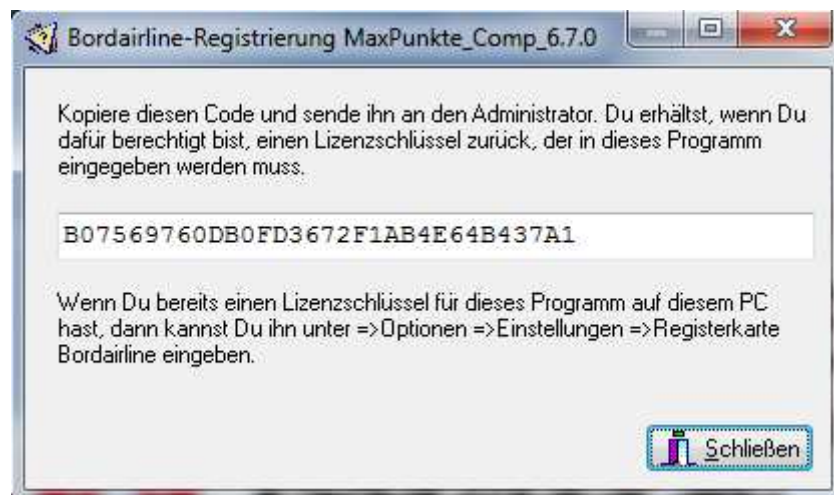 Bordairline-Registrierung MaxPunkte_Comp_6.7.0
Kopiere diesen Code und sende ihn an den Administrator. Du erhältst, wenn Du
dafür berechtigt bist, einen Lizenzschlüssel zurück, der in dieses Programm
eingegeben werden muss.
B07569760DB0FD3672F1AB4E64B437A1
Wenn Du bereits einen Lizenzschlüssel für dieses Programm auf diesem PC
hast, dann kannst Du ihn unter =>Optionen =>Einstellungen =>Registerkarte
Bordairline eingeben.
Schließen